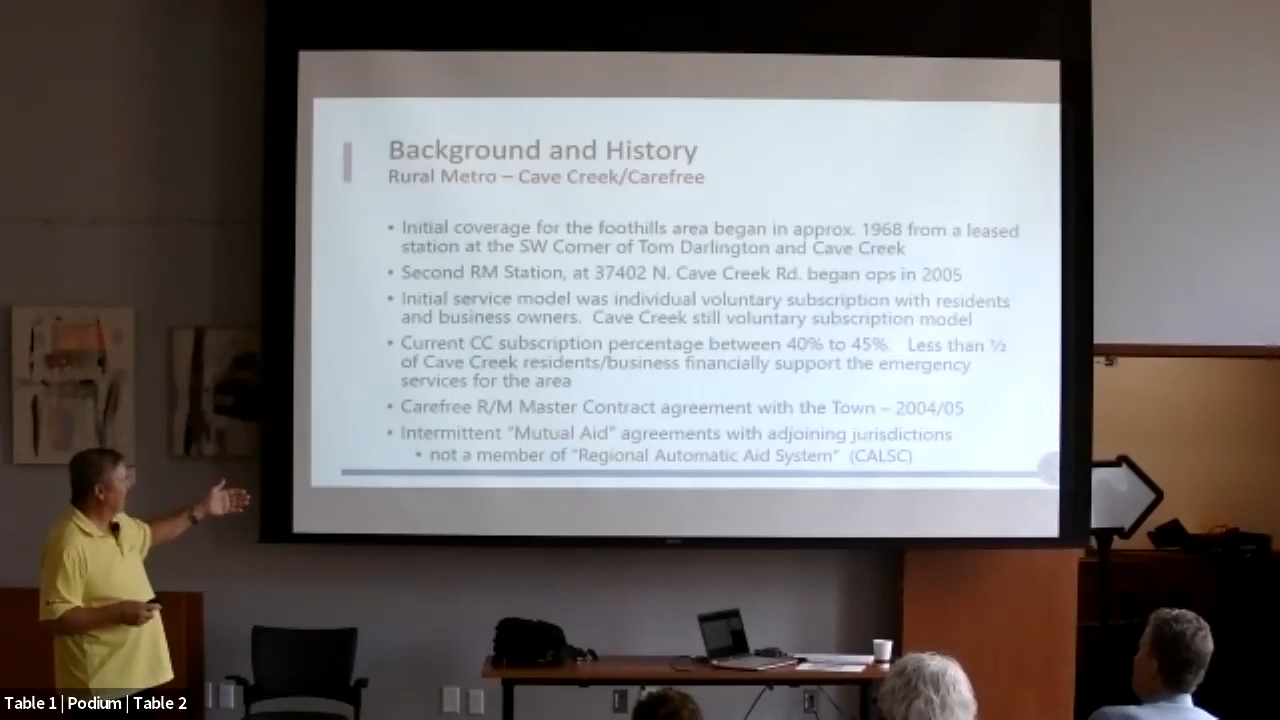 Background and History
Rural Metro – Cave Creek/Carefree
• Initial coverage for the foothills area began in approx. 1968 from a leased
station at the SW Corner of Tom Darlington and Cave Creek
• Second RM Station, at 37402 N. Cave Creek Rd. began ops in 2005
• Initial service model was individual voluntary subscription with residents
and business owners.  Cave Creek still voluntary subscription model
• Current CC subscription percentage between 40% to 45%.   Less than ½
of Cave Creek residents/business financially support the emergency
services for the area
• Carefree R/M Master Contract agreement with the Town – 2004/05
• Intermittent "Mutual Aid" agreements with adjoining jurisdictions
• not a member of "Regional Automatic Aid System"  (CALSC)
Table 1 | Podium | Table 2